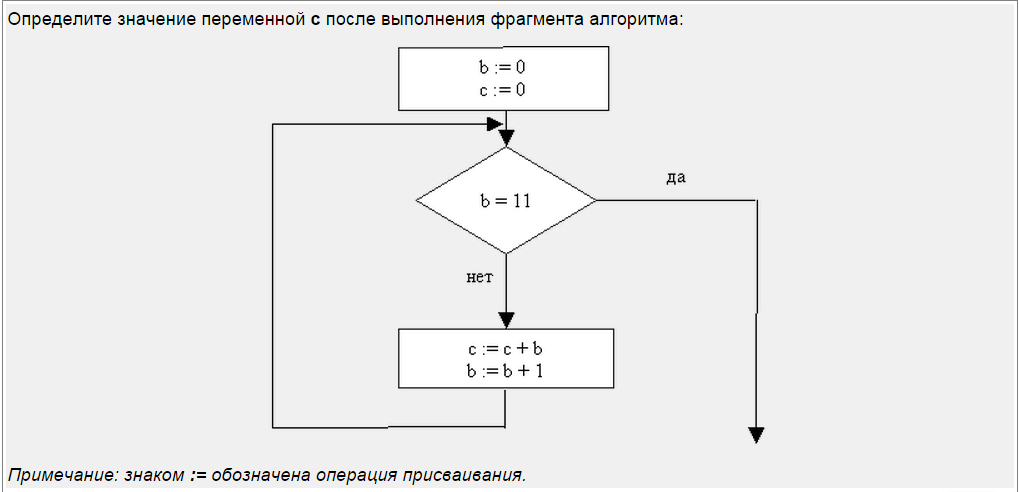 Определите значение переменной c после выполнения фрагмента алгоритма:
b := 0
c := 0
b = 11
да
нет
c := c + b
b := b + 1
Примечание: знаком := обозначена операция присваивания.